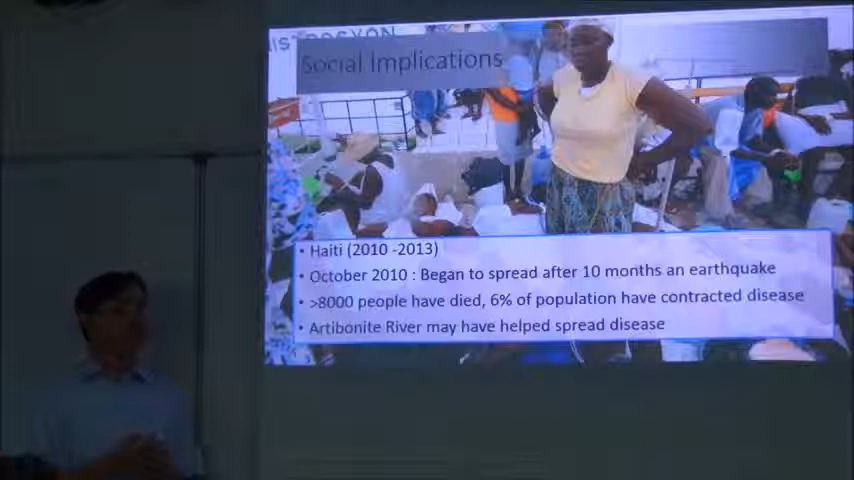 Social Implications
• Haiti (2010 -2013)
• October 2010 : Began to spread after 10 months an earthquake
• >8000 people have died, 6% of population have contracted disease
• Artibonite River may have helped spread disease